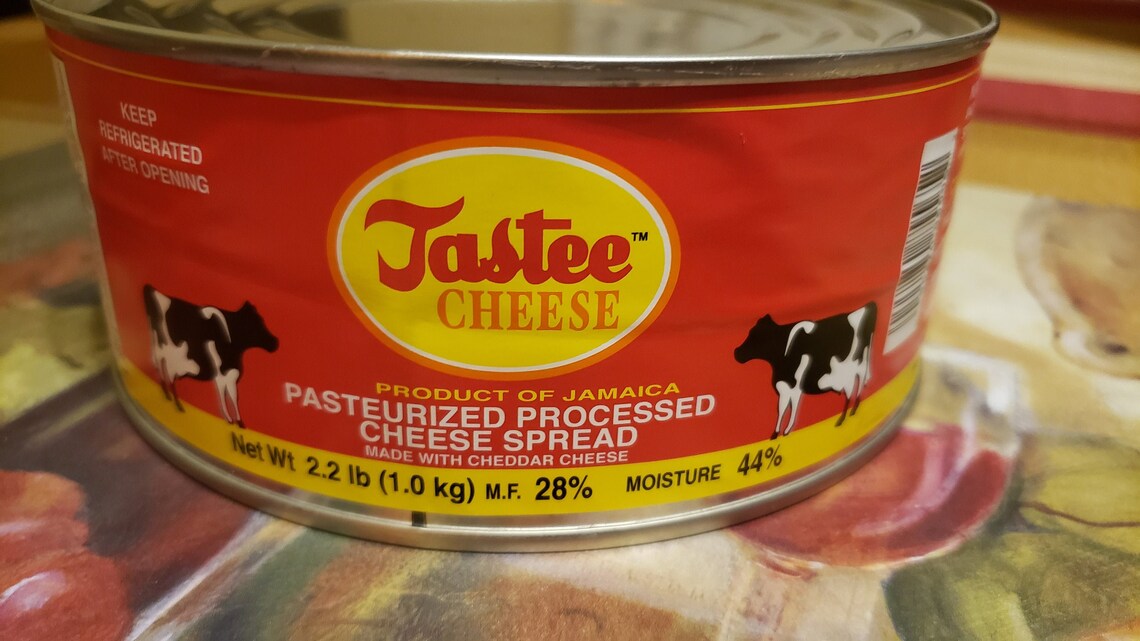 KEEP
REFRIGERATED
AFTER OPENING
Tastee™
CHEESE
PRODUCT OF JAMAICA
PASTEURIZED PROCESSED
CHEESE SPREAD
MADE WITH CHEDDAR CHEESE
Net Wt 2.2 lb (1.0 kg) M.F. 28% MOISTURE 44%